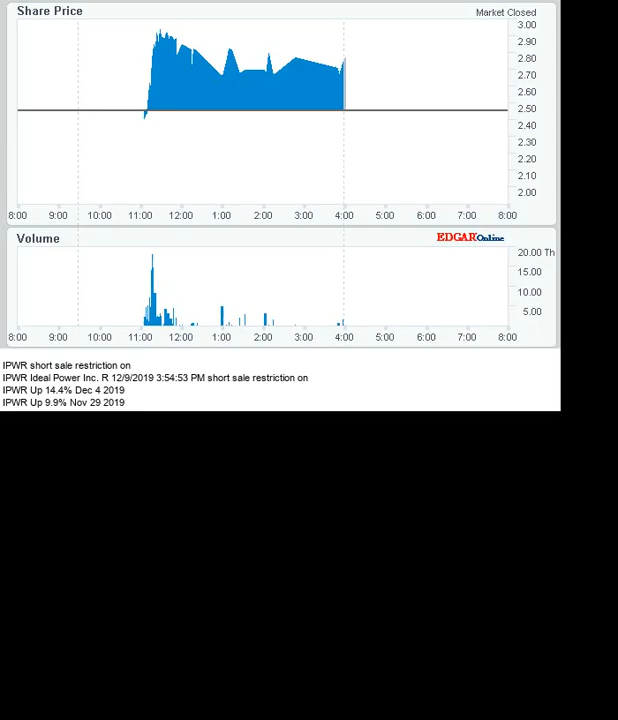 Share Price
Market Closed
3.00
2.90
2.80
2.70
2.60
2.50
2.40
2.30
2.20
2.10
2.00
8:00 9:00 10:00 11:00 12:00 1:00 2:00 3:00 4:00 5:00 6:00 7:00 8:00
Volume
EDGAR Online
20.00 Th
15.00
10.00
5.00
8:00 9:00 10:00 11:00 12:00 1:00 2:00 3:00 4:00 5:00 6:00 7:00 8:00
IPWR short sale restriction on
IPWR Ideal Power Inc. R 12/9/2019 3:54:53 PM short sale restriction on
IPWR Up 14.4% Dec 4 2019
IPWR Up 9.9% Nov 29 2019